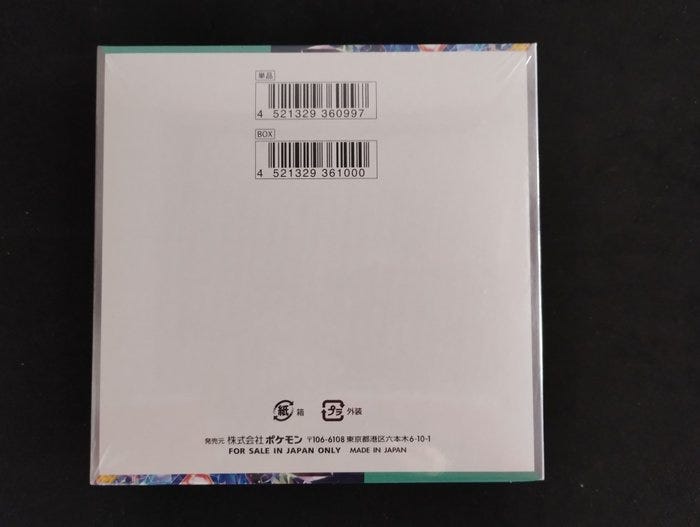 単品
4 521329 360997
BOX
4 521329 361000
紙 箱 プラ 外装
発売元 株式会社 ポケモン 〒106-6108 東京都港区六本木6-10-1
FOR SALE IN JAPAN ONLY MADE IN JAPAN